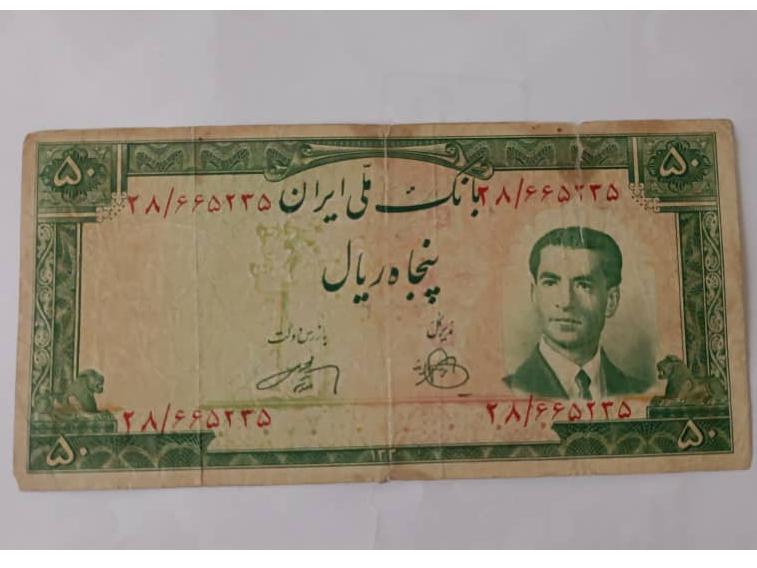 ۵۰ ۵۰
۲۸/۶۶۵۲۳۵ بانک ملّی ایران ۲۸/۶۶۵۲۳۵
پنجاه ریال
مدیر کل بازرس دولت
۲۸/۶۶۵۲۳۵ ۲۸/۶۶۵۲۳۵
۵۰ ۵۰